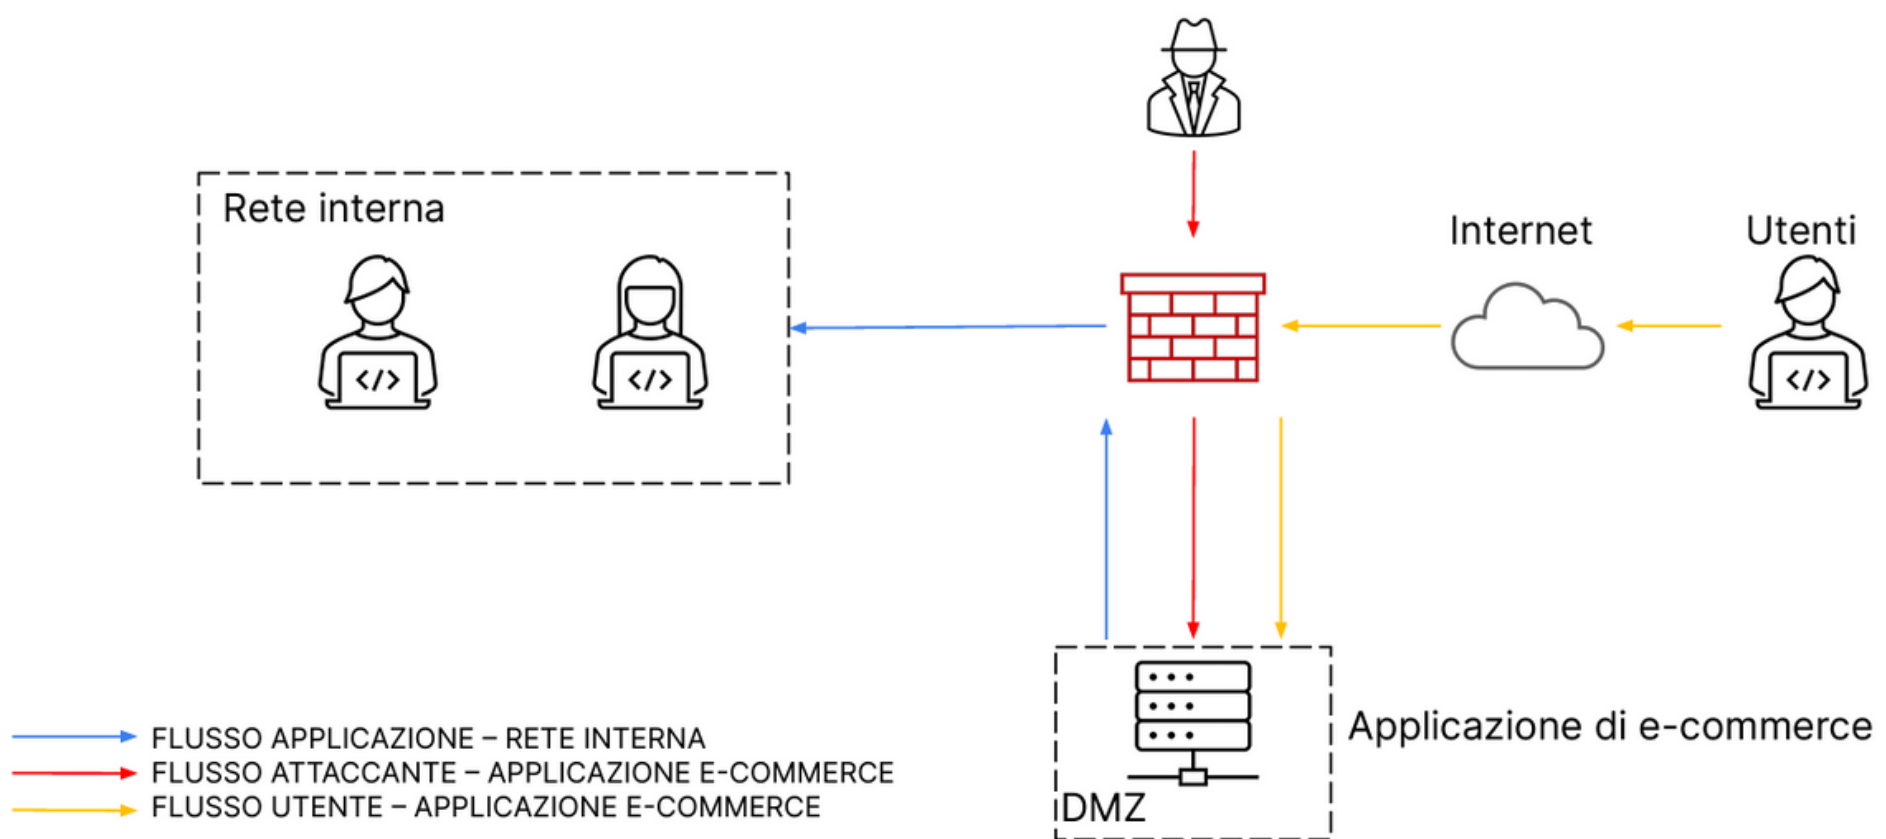 Rete interna
Internet
Utenti
</>
</>
</>
Applicazione di e-commerce
DMZ
FLUSSO APPLICAZIONE – RETE INTERNA
FLUSSO ATTACCANTE – APPLICAZIONE E-COMMERCE
FLUSSO UTENTE – APPLICAZIONE E-COMMERCE